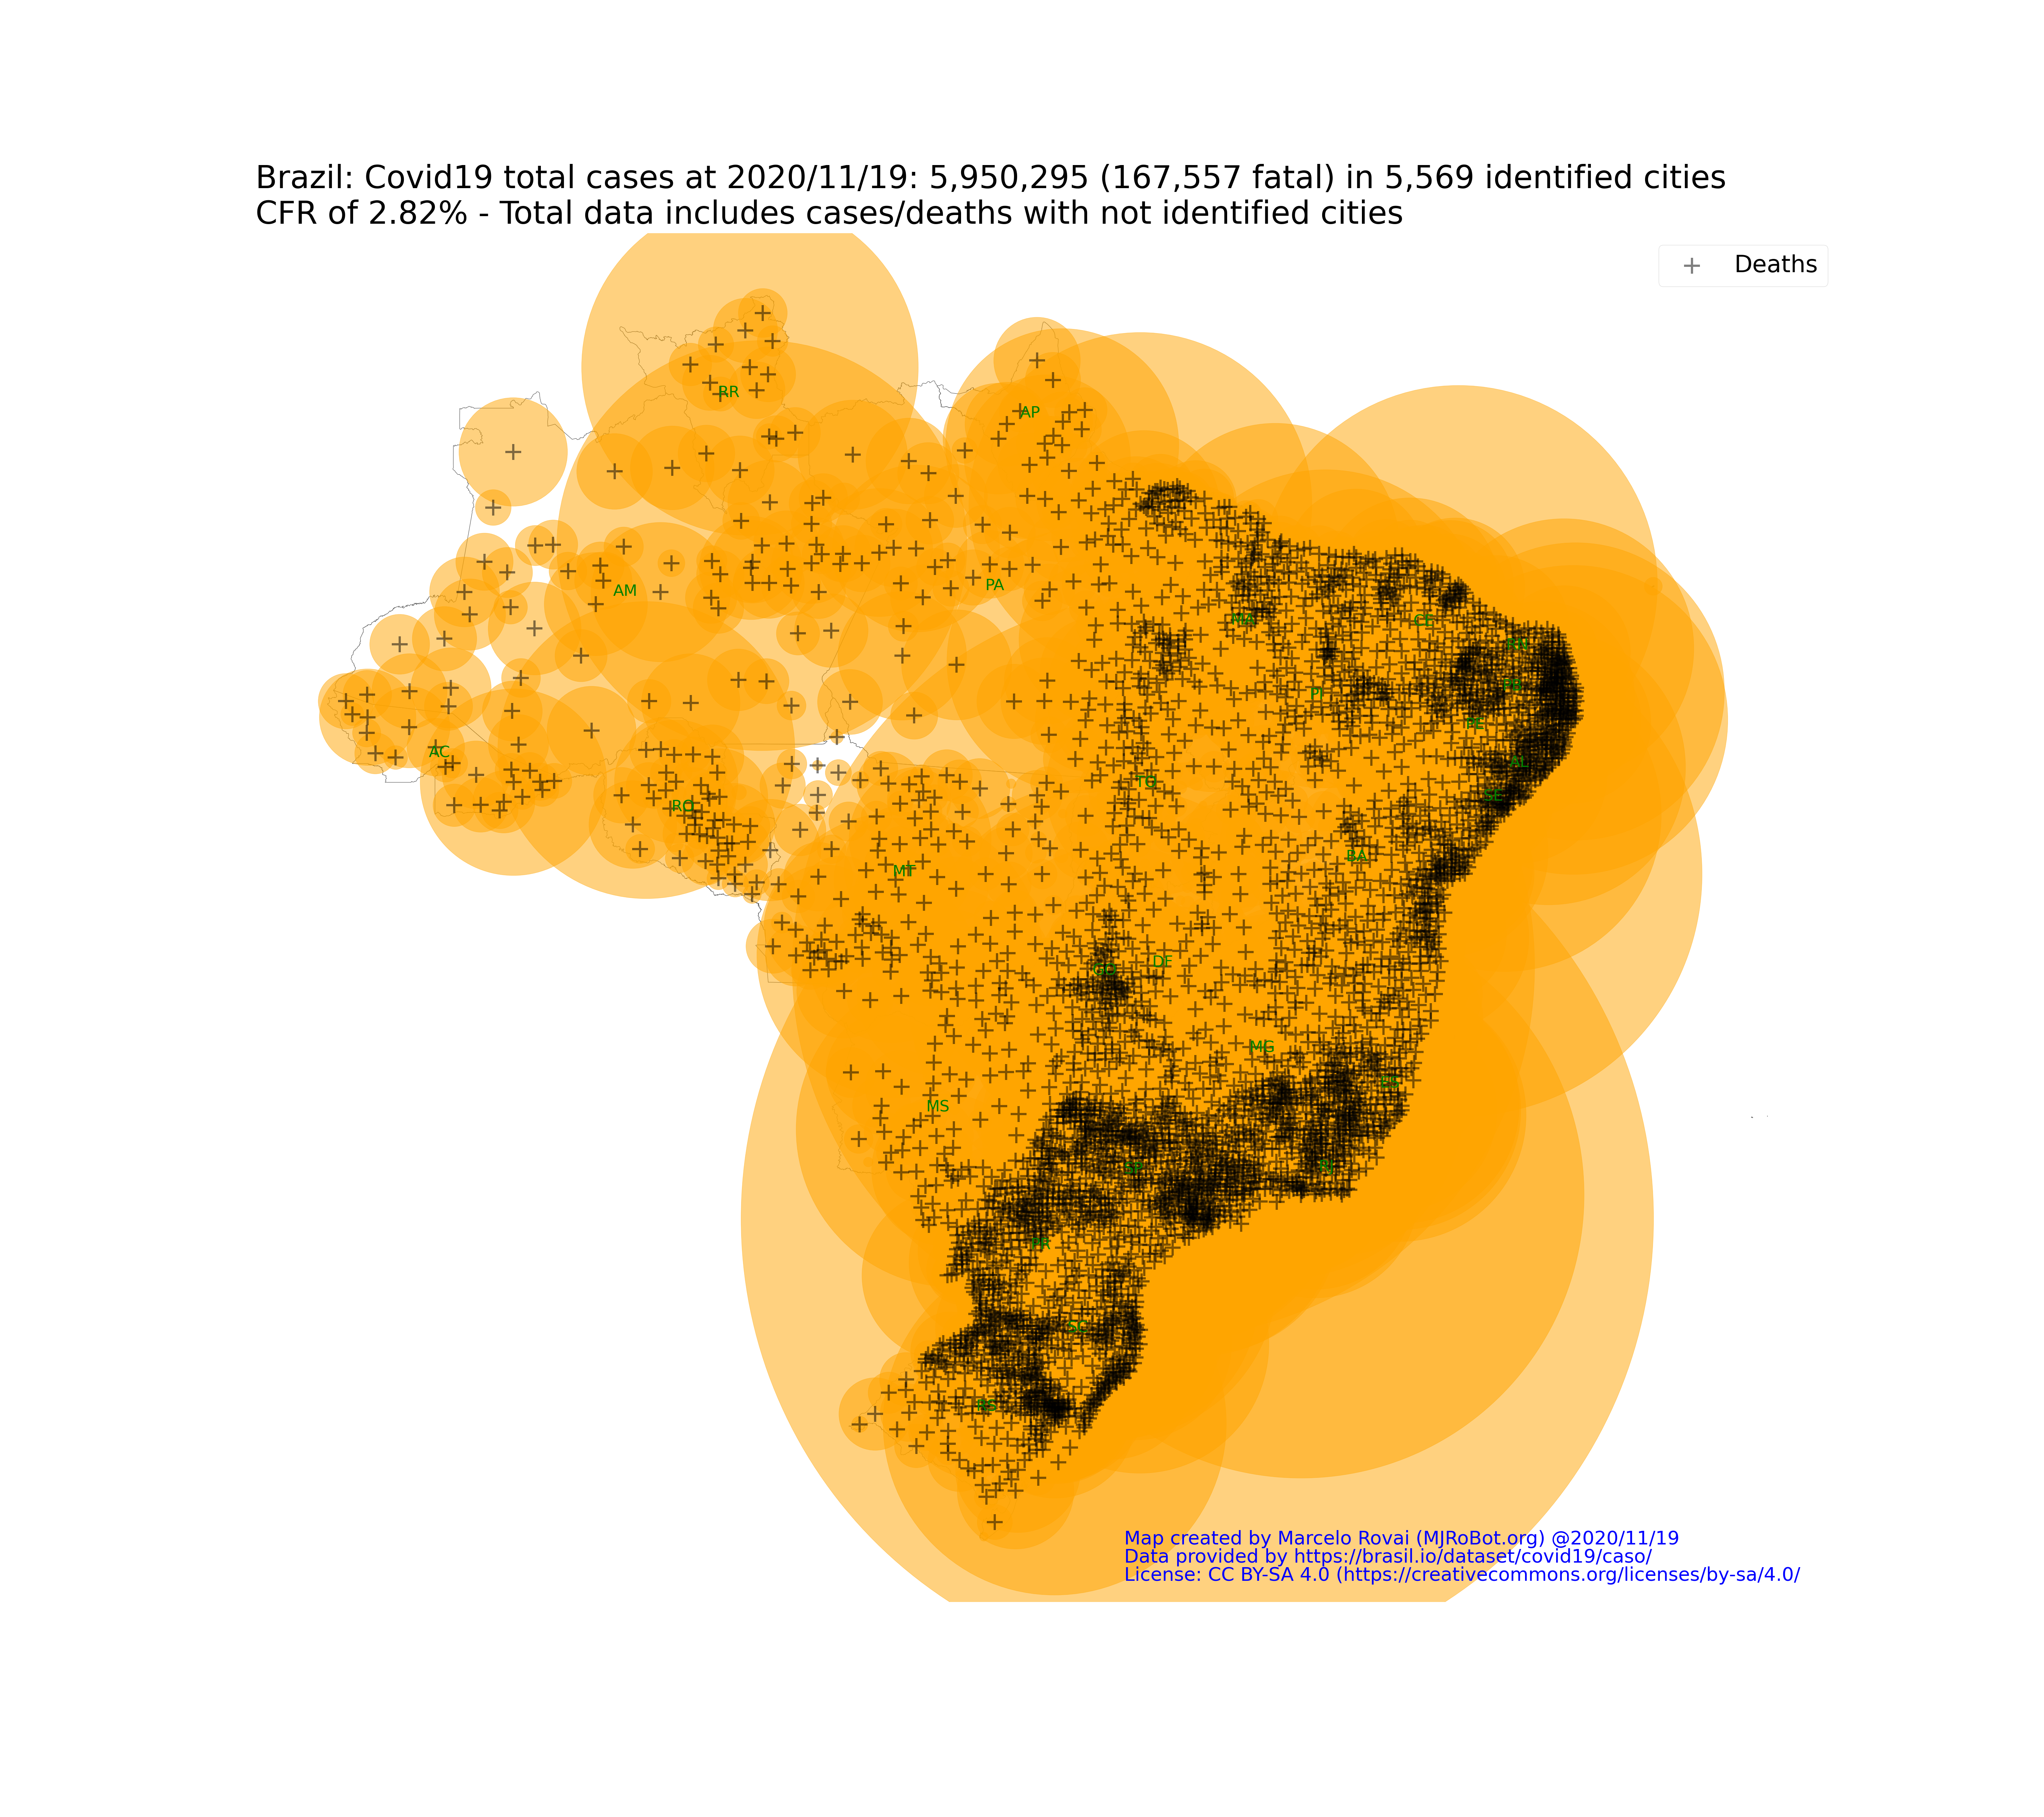 Brazil: Covid19 total cases at 2020/11/19: 5,950,295 (167,557 fatal) in 5,569 identified cities
CFR of 2.82% - Total data includes cases/deaths with not identified cities
Deaths
RR
AP
AM
PA
MA
CE
RN
PB
PI
PE
AC
AL
TO
SE
RO
BA
MT
DF
GO
MG
ES
MS
RJ
SP
PR
SC
RS
Map created by Marcelo Rovai (MJRoBot.org) @2020/11/19
Data provided by https://brasil.io/dataset/covid19/caso/
License: CC BY-SA 4.0 (https://creativecommons.org/licenses/by-sa/4.0/